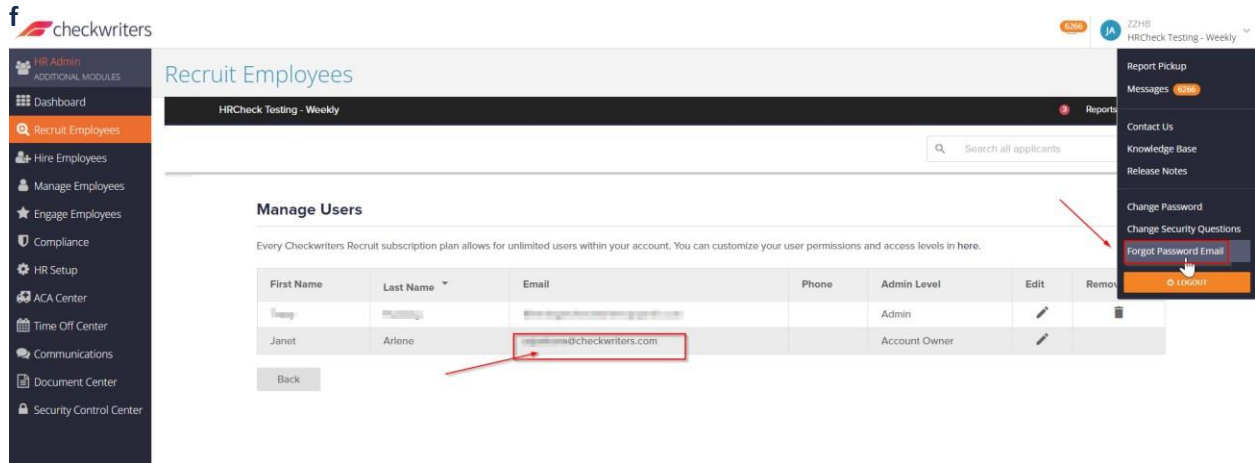 f
checkwriters
6266
JA
ZZHB
HRCheck Testing - Weekly
HR Admin
ADDITIONAL MODULES
Dashboard
Recruit Employees
Hire Employees
Manage Employees
Engage Employees
Compliance
HR Setup
ACA Center
Time Off Center
Communications
Document Center
Security Control Center
Recruit Employees
HRCheck Testing - Weekly
3
Reports
Search all applicants
Manage Users
Every Checkwriters Recruit subscription plan allows for unlimited users within your account. You can customize your user permissions and access levels in here.
First Name Last Name Email Phone Admin Level Edit Remov
Admin
Janet Arlene @checkwriters.com Account Owner
Back
Report Pickup
Messages 6266
Contact Us
Knowledge Base
Release Notes
Change Password
Change Security Questions
Forgot Password Email
LOGOUT